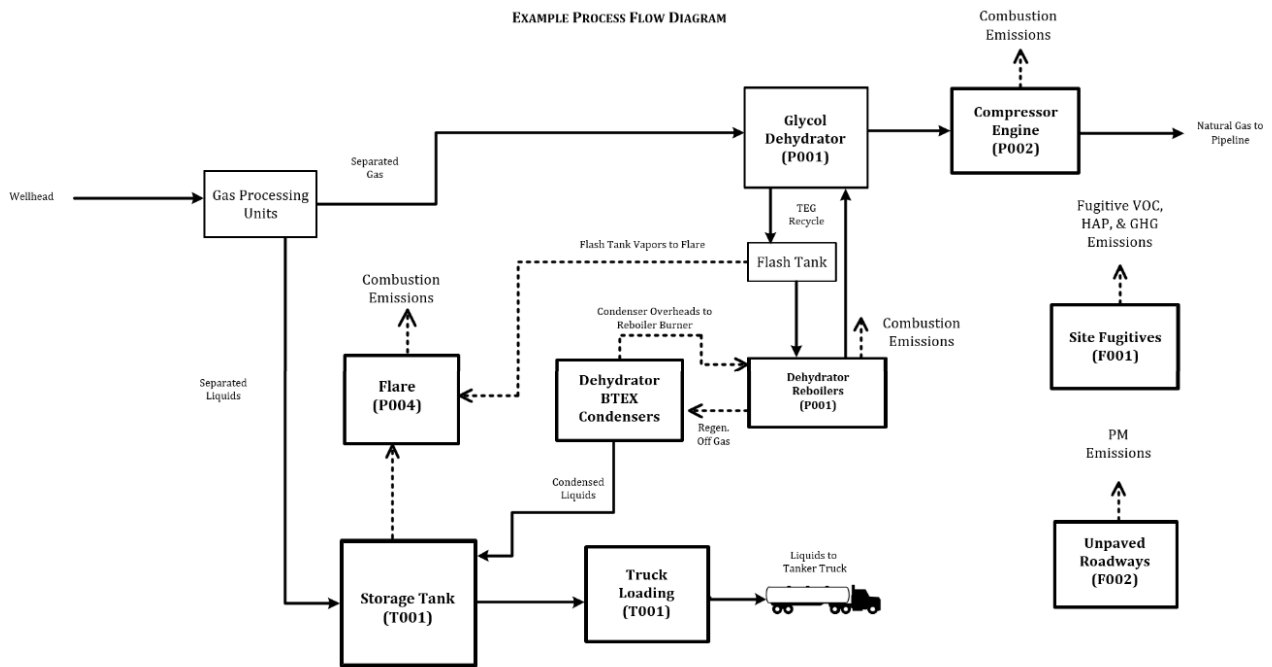 EXAMPLE PROCESS FLOW DIAGRAM
Combustion
Emissions
Glycol
Dehydrator
(P001)
Compressor
Engine
(P002)
Natural Gas to
Pipeline
Separated
Gas
Wellhead
Gas Processing
Units
TEG
Recycle
Fugitive VOC,
HAP, & GHG
Emissions
Flash Tank Vapors to Flare
Flash Tank
Combustion
Emissions
Condenser Overheads to
Reboiler Burner
Combustion
Emissions
Site Fugitives
(F001)
Separated
Liquids
Flare
(P004)
Dehydrator
BTEX
Condensers
Dehydrator
Reboilers
(P001)
Regen.
Off Gas
PM
Emissions
Condensed
Liquids
Unpaved
Roadways
(F002)
Storage Tank
(T001)
Truck
Loading
(T001)
Liquids to
Tanker Truck